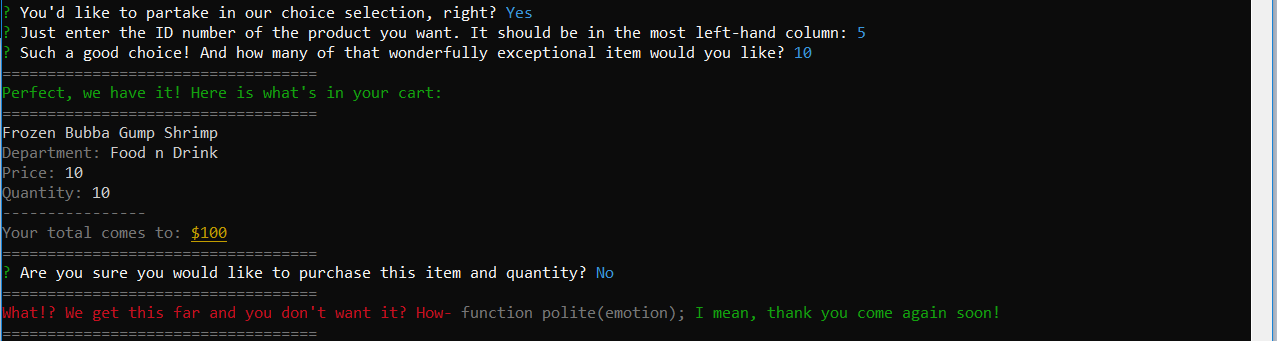 ? You'd like to partake in our choice selection, right? Yes
? Just enter the ID number of the product you want. It should be in the most left-hand column: 5
? Such a good choice! And how many of that wonderfully exceptional item would you like? 10
===================================
Perfect, we have it! Here is what's in your cart:
===================================
Frozen Bubba Gump Shrimp
Department: Food n Drink
Price: 10
Quantity: 10
----------------
Your total comes to: $100
===================================
? Are you sure you would like to purchase this item and quantity? No
===================================
What!? We get this far and you don't want it? How- function polite(emotion); I mean, thank you come again soon!
===================================